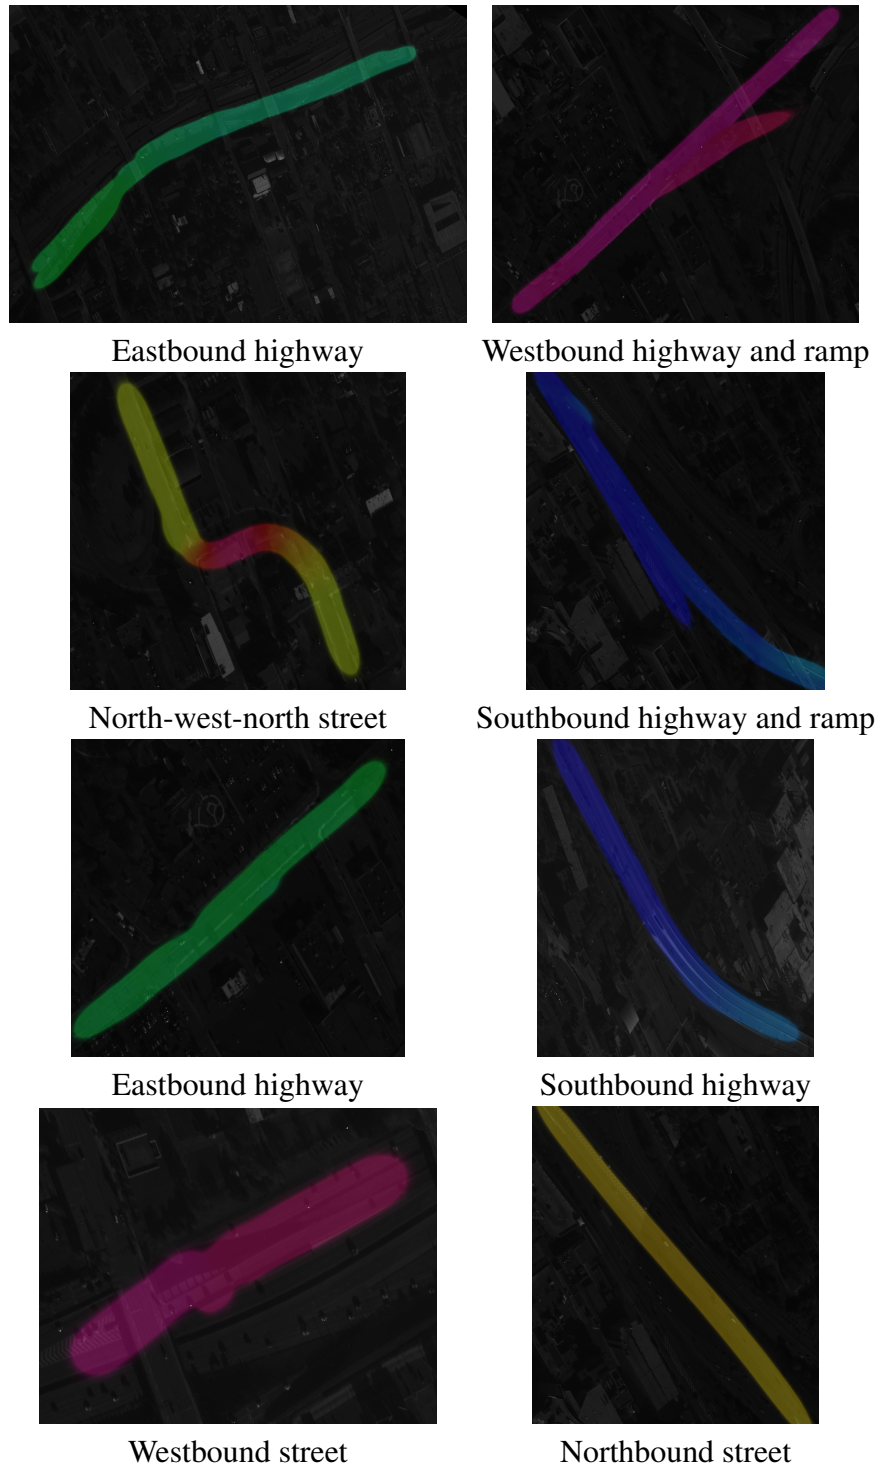 Eastbound highway
Westbound highway and ramp
North-west-north street
Southbound highway and ramp
Eastbound highway
Southbound highway
Westbound street
Northbound street